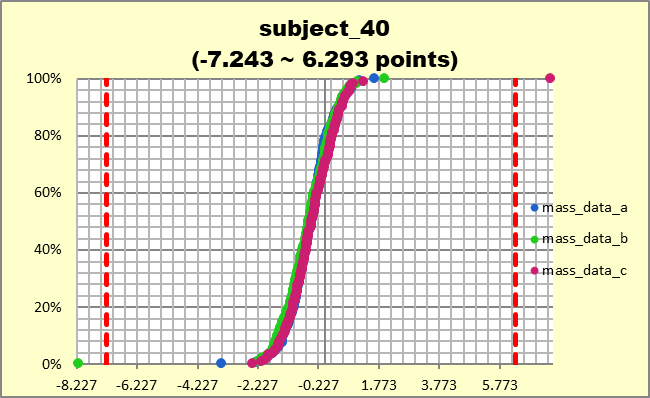 subject_40
(-7.243 ~ 6.293 points)
100%
80%
60%
40%
20%
0%
-8.227 -6.227 -4.227 -2.227 -0.227 1.773 3.773 5.773
mass_data_a
mass_data_b
mass_data_c